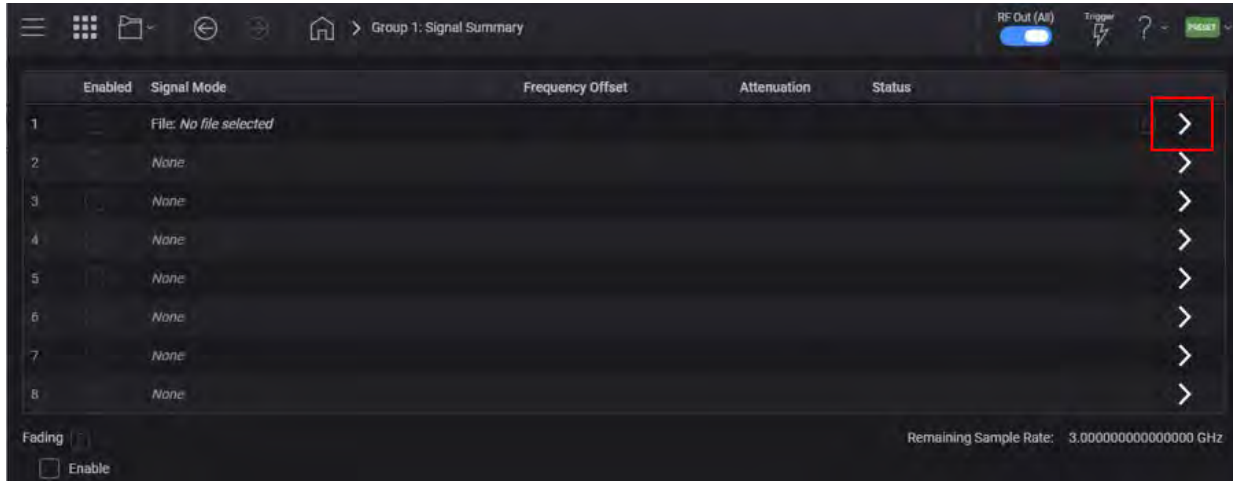 Group 1: Signal Summary
RF Out (All)
Trigger
?
PRESET
Enabled Signal Mode Frequency Offset Attenuation Status
1 File: No file selected
2 None
3 None
4 None
5 None
6 None
7 None
8 None
Fading
Remaining Sample Rate: 3.000000000000000 GHz
Enable